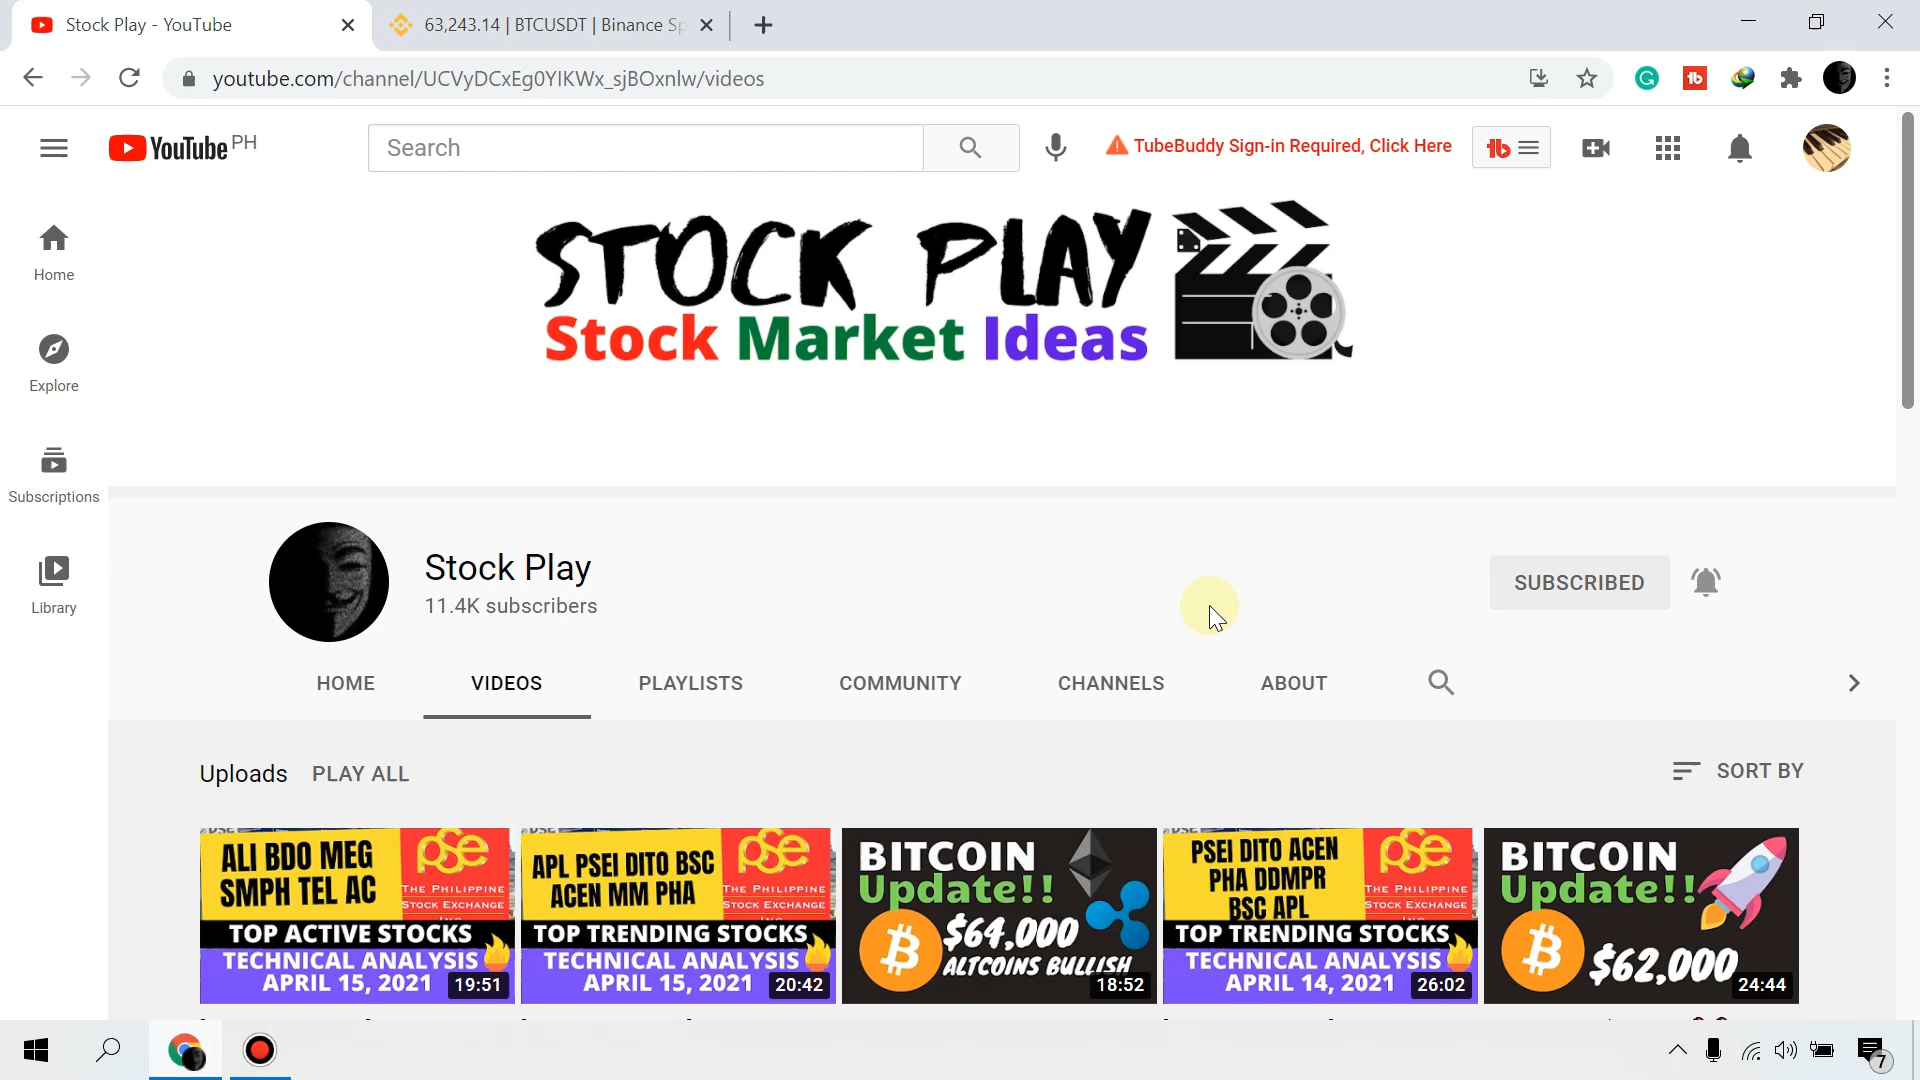 Stock Play - YouTube
63,243.14 | BTCUSDT | Binance Sp
youtube.com/channel/UCVyDCxEg0YIKWx_sjBOxnlw/videos
YouTube PH
Search
TubeBuddy Sign-in Required, Click Here
STOCK PLAY
Stock Market Ideas
Home
Explore
Subscriptions
Library
Stock Play
11.4K subscribers
SUBSCRIBED
HOME
VIDEOS
PLAYLISTS
COMMUNITY
CHANNELS
ABOUT
Uploads
PLAY ALL
SORT BY
ALI BDO MEG
SMPH TEL AC
pse
THE PHILIPPINE
STOCK EXCHANGE
TOP ACTIVE STOCKS
TECHNICAL ANALYSIS
APRIL 15, 2021
19:51
APL PSEI DITO BSC
ACEN MM PHA
pse
THE PHILIPPINE
STOCK EXCHANGE
TOP TRENDING STOCKS
TECHNICAL ANALYSIS
APRIL 15, 2021
20:42
BITCOIN
Update!!
$64,000
ALTCOINS BULLISH
18:52
PSEI DITO ACEN
PHA DDMPR
BSC APL
pse
THE PHILIPPINE
STOCK EXCHANGE
TOP TRENDING STOCKS
TECHNICAL ANALYSIS
APRIL 14, 2021
26:02
BITCOIN
Update!!
$62,000
24:44
7